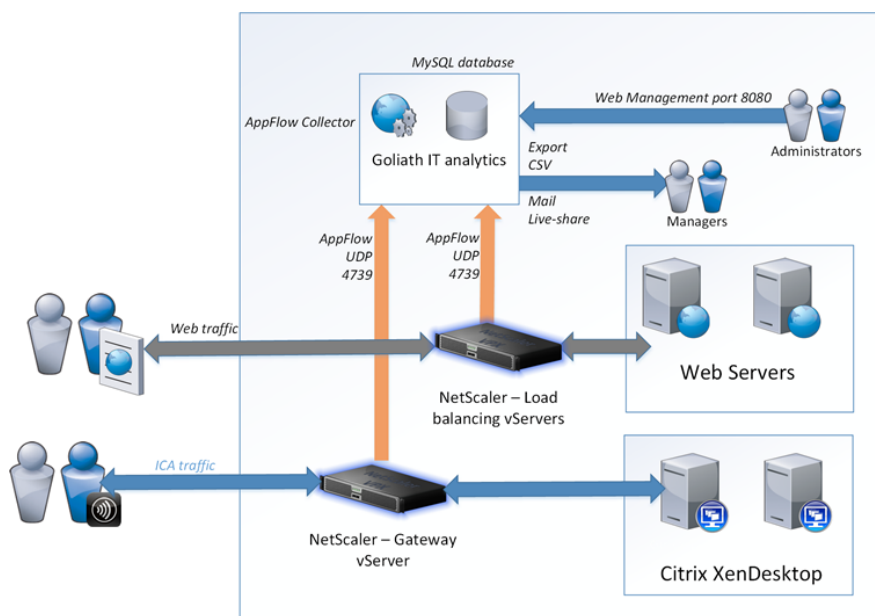 MySQL database
Web Management port 8080
AppFlow Collector
Goliath IT analytics
Administrators
Export
CSV
Mail
Live-share
Managers
AppFlow
UDP
4739
AppFlow
UDP
4739
Web traffic
Web Servers
NetScaler – Load
balancing vServers
ICA traffic
NetScaler – Gateway
vServer
Citrix XenDesktop